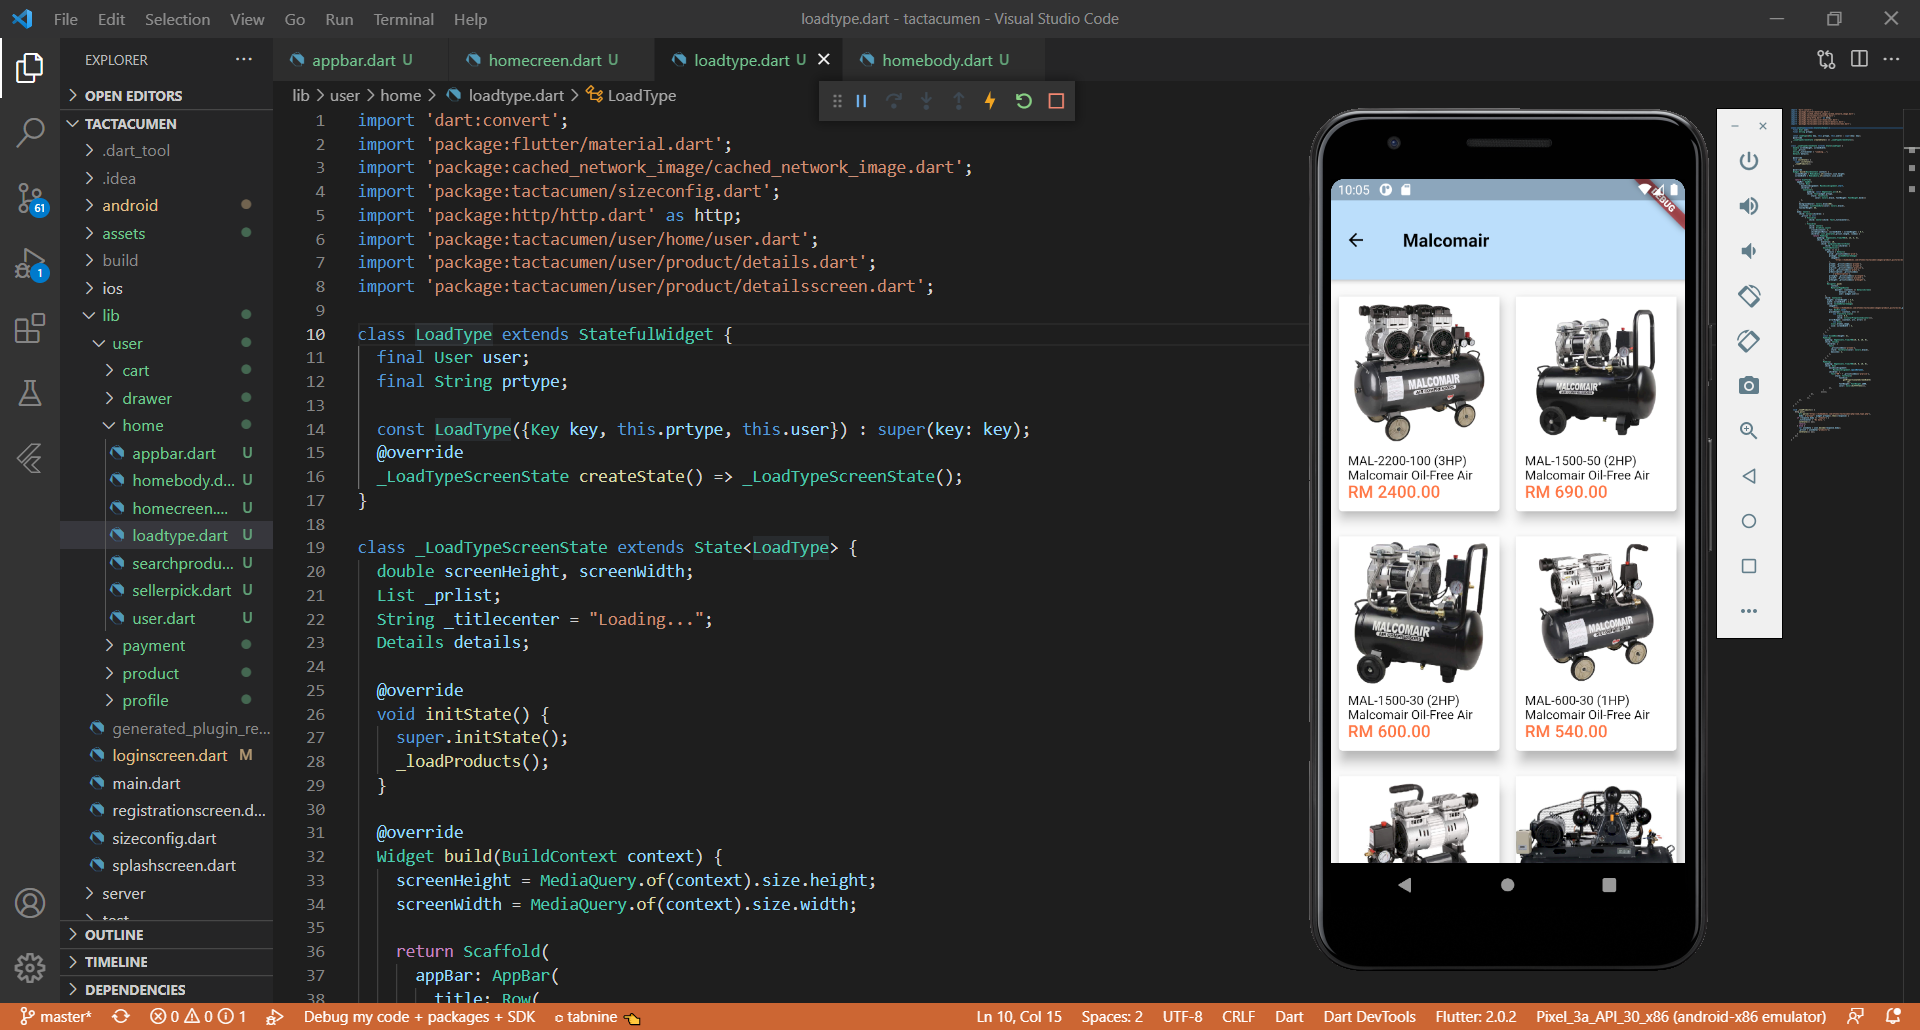 File Edit Selection View Go Run Terminal Help
loadtype.dart - tactacumen - Visual Studio Code
EXPLORER
OPEN EDITORS
TACTACUMEN
.dart_tool
.idea
android
assets
build
ios
lib
user
cart
drawer
home
appbar.dart U
homebody.d... U
homecreen.... U
loadtype.dart U
searchprodu... U
sellerpick.dart U
user.dart U
payment
product
profile
generated_plugin_re...
loginscreen.dart M
main.dart
registrationscreen.d...
sizeconfig.dart
splashscreen.dart
server
test
OUTLINE
TIMELINE
DEPENDENCIES
61
1
appbar.dart U
homecreen.dart U
loadtype.dart U
homebody.dart U
lib > user > home > loadtype.dart > LoadType
1 import 'dart:convert';
2 import 'package:flutter/material.dart';
3 import 'package:cached_network_image/cached_network_image.dart';
4 import 'package:tactacumen/sizeconfig.dart';
5 import 'package:http/http.dart' as http;
6 import 'package:tactacumen/user/home/user.dart';
7 import 'package:tactacumen/user/product/details.dart';
8 import 'package:tactacumen/user/product/detailsscreen.dart';
9
10 class LoadType extends StatefulWidget {
11 final User user;
12 final String prtype;
13
14 const LoadType({Key key, this.prtype, this.user}) : super(key: key);
15 @override
16 _LoadTypeScreenState createState() => _LoadTypeScreenState();
17 }
18
19 class _LoadTypeScreenState extends State<LoadType> {
20 double screenHeight, screenWidth;
21 List _prlist;
22 String _titlecenter = "Loading...";
23 Details details;
24
25 @override
26 void initState() {
27 super.initState();
28 _loadProducts();
29 }
30
31 @override
32 Widget build(BuildContext context) {
33 screenHeight = MediaQuery.of(context).size.height;
34 screenWidth = MediaQuery.of(context).size.width;
35
36 return Scaffold(
37 appBar: AppBar(
38 title: Row(
10:05
DEBUG
Malcomair
MALCOMAIR
MALCOMAIR
MAL-2200-100 (3HP)
Malcomair Oil-Free Air
RM 2400.00
MAL-1500-50 (2HP)
Malcomair Oil-Free Air
RM 690.00
MALCOMAIR
MALCOMAIR
MAL-1500-30 (2HP)
Malcomair Oil-Free Air
RM 600.00
MAL-600-30 (1HP)
Malcomair Oil-Free Air
RM 540.00
master*
0 0 1
Debug my code + packages + SDK
tabnine
Ln 10, Col 15
Spaces: 2
UTF-8
CRLF
Dart
Dart DevTools
Flutter: 2.0.2
Pixel_3a_API_30_x86 (android-x86 emulator)